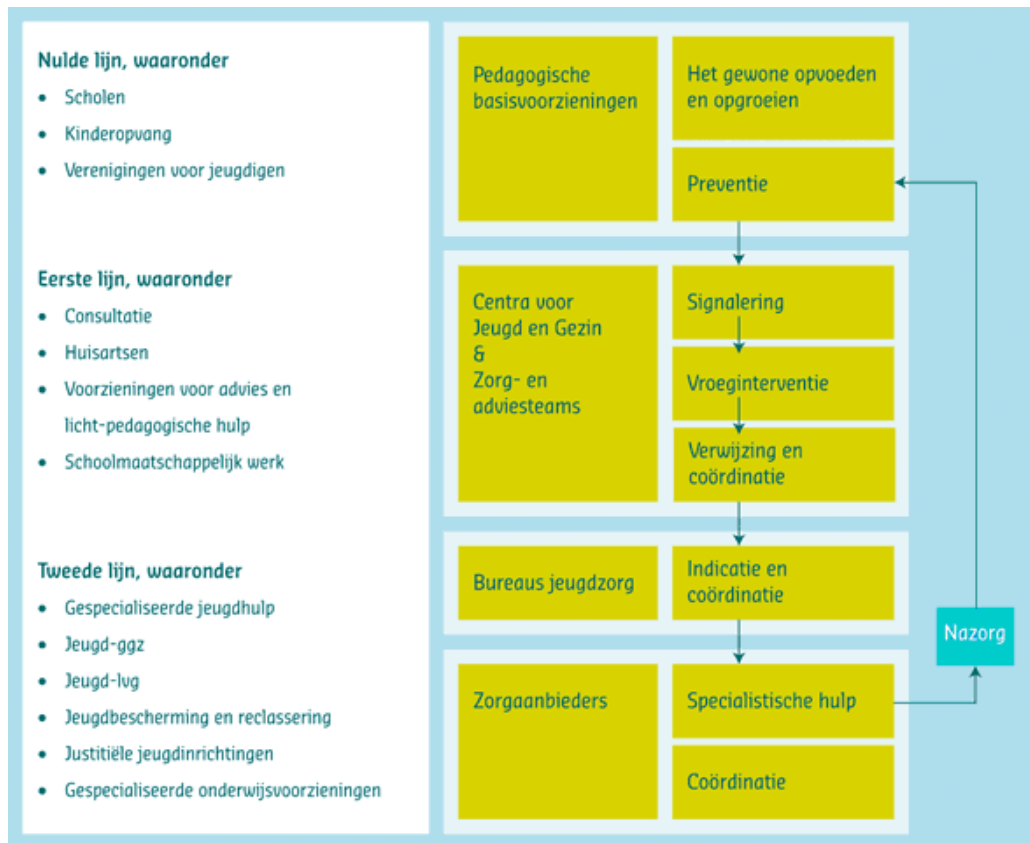 Nulde lijn, waaronder
• Scholen
• Kinderopvang
• Verenigingen voor jeugdigen
Eerste lijn, waaronder
• Consultatie
• Huisartsen
• Voorzieningen voor advies en
licht-pedagogische hulp
• Schoolmaatschappelijk werk
Tweede lijn, waaronder
• Gespecialiseerde jeugdhulp
• Jeugd-ggz
• Jeugd-lvg
• Jeugdbescherming en reclassering
• Justitiële jeugdinrichtingen
• Gespecialiseerde onderwijsvoorzieningen
Pedagogische
basisvoorzieningen
Het gewone opvoeden
en opgroeien
Preventie
Centra voor
Jeugd en Gezin
&
Zorg- en
adviesteams
Signalering
Vroeginterventie
Verwijzing en
coördinatie
Bureaus jeugdzorg
Indicatie en
coördinatie
Zorgaanbieders
Specialistische hulp
Coördinatie
Nazorg